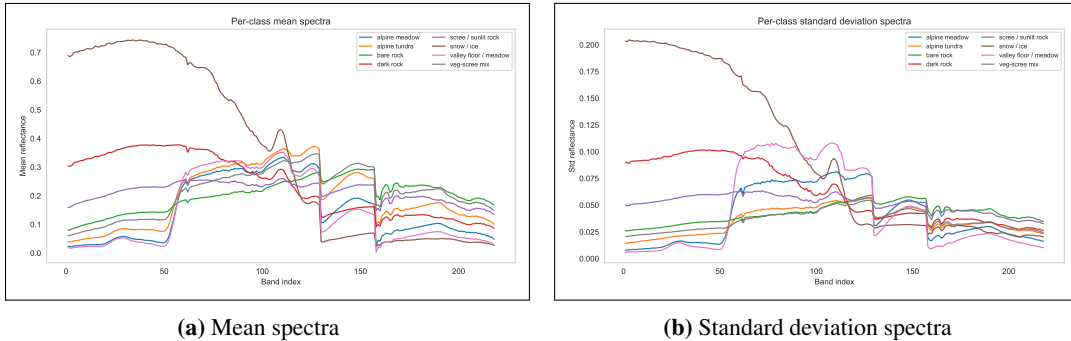 Per-class mean spectra
alpine meadow
alpine tundra
bare rock
dark rock
scree / sunlit rock
snow / ice
valley floor / meadow
veg-scree mix
Mean reflectance
0.7
0.6
0.5
0.4
0.3
0.2
0.1
0.0
0 50 100 150 200
Band index
(a) Mean spectra
Per-class standard deviation spectra
alpine meadow
alpine tundra
bare rock
dark rock
scree / sunlit rock
snow / ice
valley floor / meadow
veg-scree mix
Std reflectance
0.200
0.175
0.150
0.125
0.100
0.075
0.050
0.025
0.000
0 50 100 150 200
Band index
(b) Standard deviation spectra